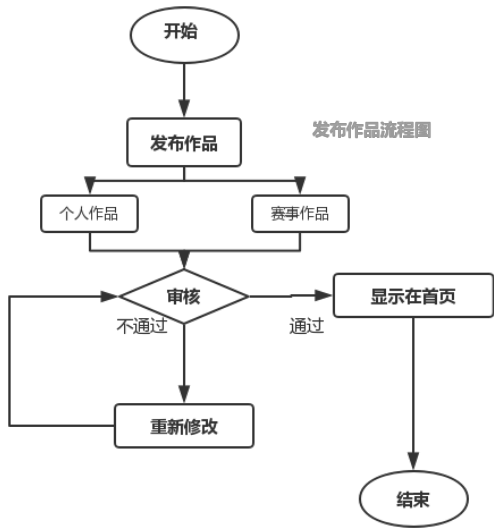 开始
发布作品流程图
发布作品
个人作品
赛事作品
审核
显示在首页
不通过
通过
重新修改
结束